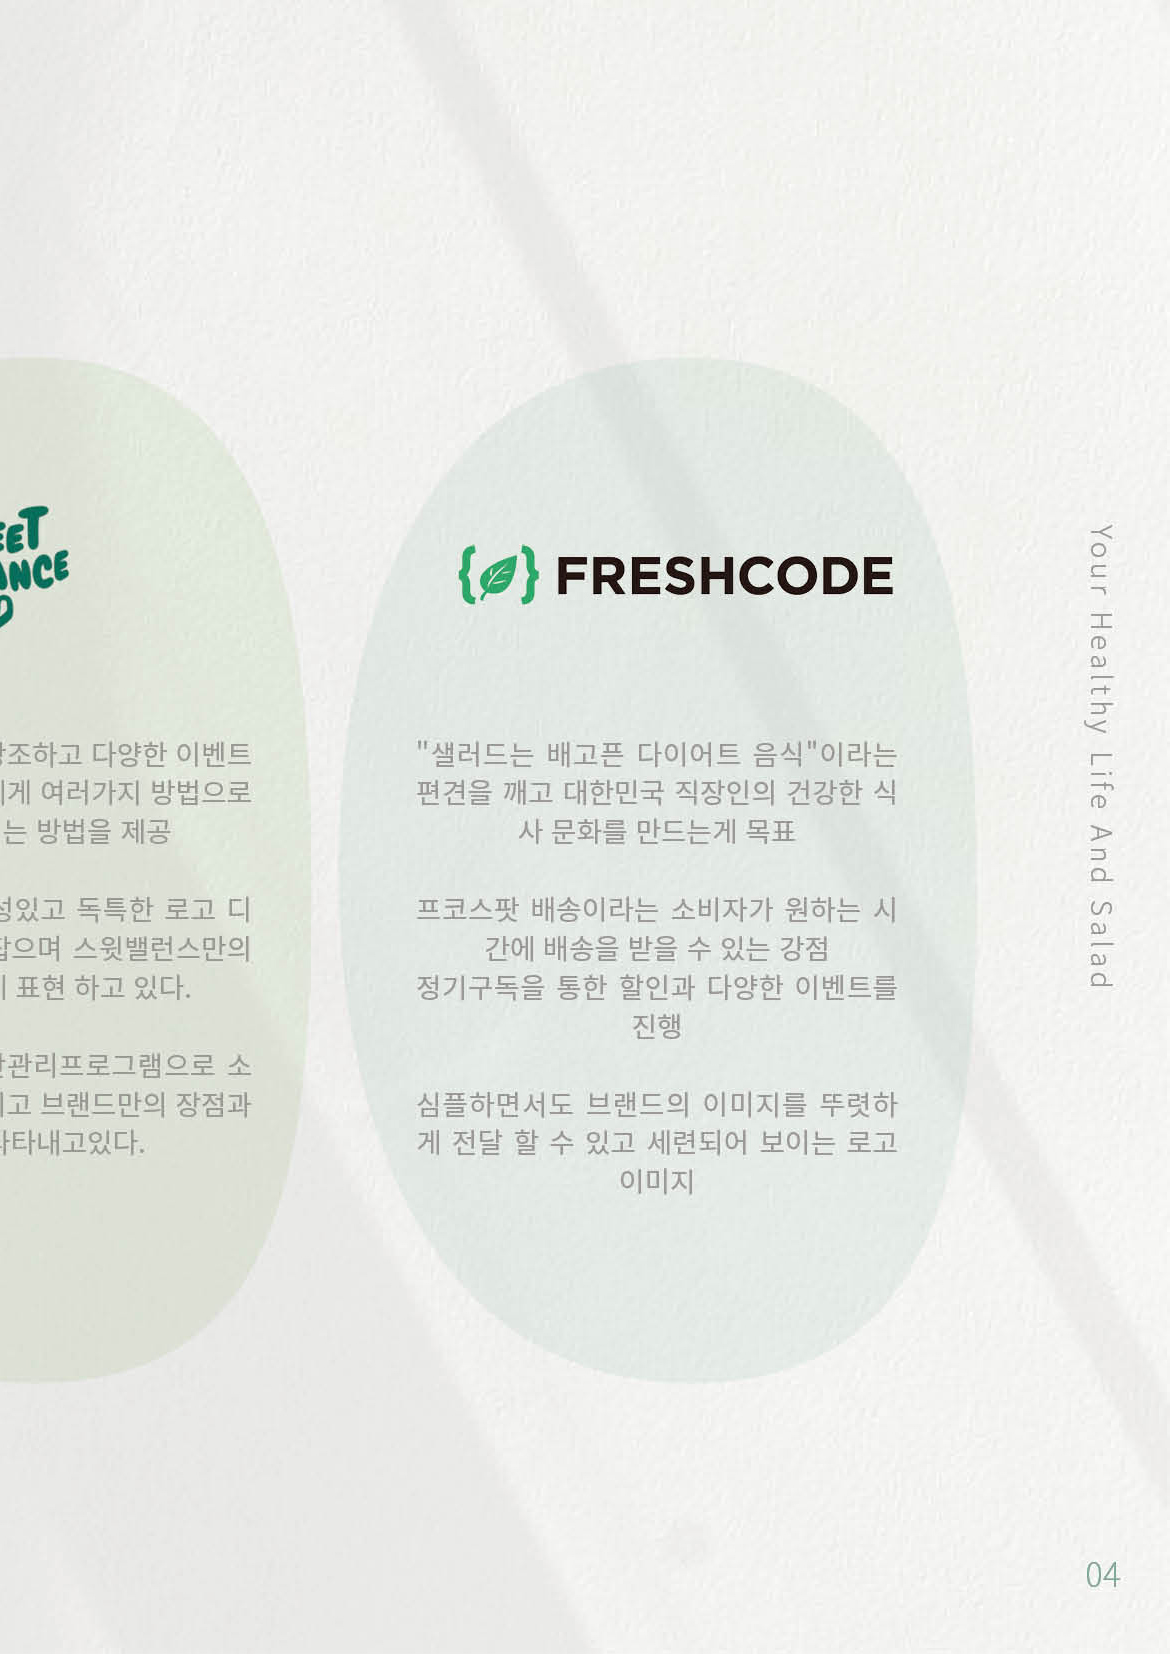 조하고 다양한 이벤트
게 여러가지 방법으로
는 방법을 제공
성있고 독특한 로고 디
잡으며 스윗밸런스만의
표현 하고 있다.
관리프로그램으로 소
고 브랜드만의 장점과
나타내고있다.
FRESHCODE
"샐러드는 배고픈 다이어트 음식"이라는
편견을 깨고 대한민국 직장인의 건강한 식
사 문화를 만드는게 목표
프코스팟 배송이라는 소비자가 원하는 시
간에 배송을 받을 수 있는 강점
정기구독을 통한 할인과 다양한 이벤트를
진행
심플하면서도 브랜드의 이미지를 뚜렷하
게 전달 할 수 있고 세련되어 보이는 로고
이미지
Your Healthy Life And Salad
04